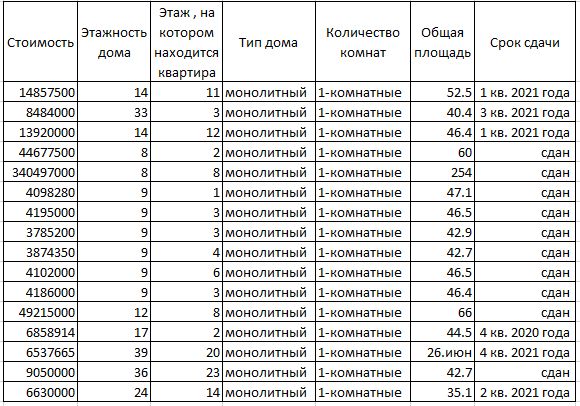 Стоимость Этажность дома Этаж , на котором находится квартира Тип дома Количество комнат Общая площадь Срок сдачи
14857500 14 11 монолитный 1-комнатные 52.5 1 кв. 2021 года
8484000 33 3 монолитный 1-комнатные 40.4 3 кв. 2021 года
13920000 14 12 монолитный 1-комнатные 46.4 1 кв. 2021 года
44677500 8 2 монолитный 1-комнатные 60 сдан
340497000 8 8 монолитный 1-комнатные 254 сдан
4098280 9 1 монолитный 1-комнатные 47.1 сдан
4195000 9 3 монолитный 1-комнатные 46.5 сдан
3785200 9 3 монолитный 1-комнатные 42.9 сдан
3874350 9 4 монолитный 1-комнатные 42.7 сдан
4102000 9 6 монолитный 1-комнатные 46.5 сдан
4186000 9 3 монолитный 1-комнатные 46.4 сдан
49215000 12 8 монолитный 1-комнатные 66 сдан
6858914 17 2 монолитный 1-комнатные 44.5 4 кв. 2020 года
6537665 39 20 монолитный 1-комнатные 26.июн 4 кв. 2021 года
9050000 36 23 монолитный 1-комнатные 42.7 сдан
6630000 24 14 монолитный 1-комнатные 35.1 2 кв. 2021 года